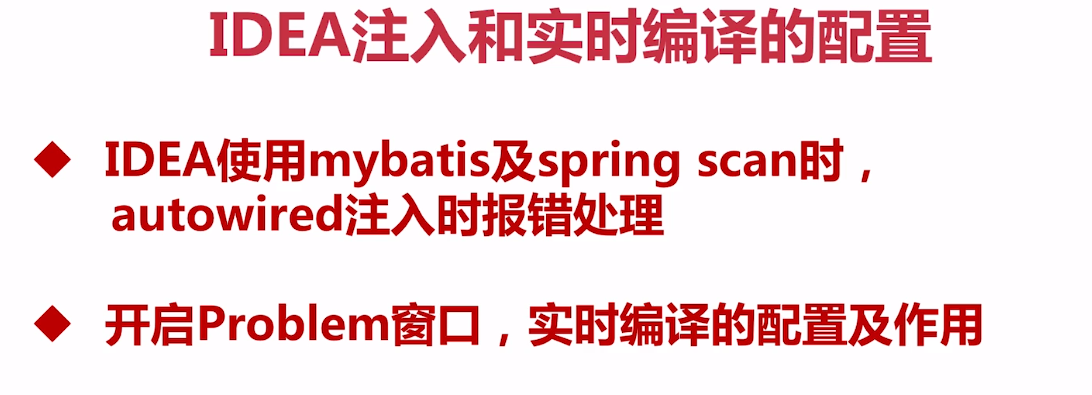 IDEA注入和实时编译的配置
◆ IDEA使用mybatis及spring scan时，
autowired注入时报错处理
◆ 开启Problem窗口，实时编译的配置及作用